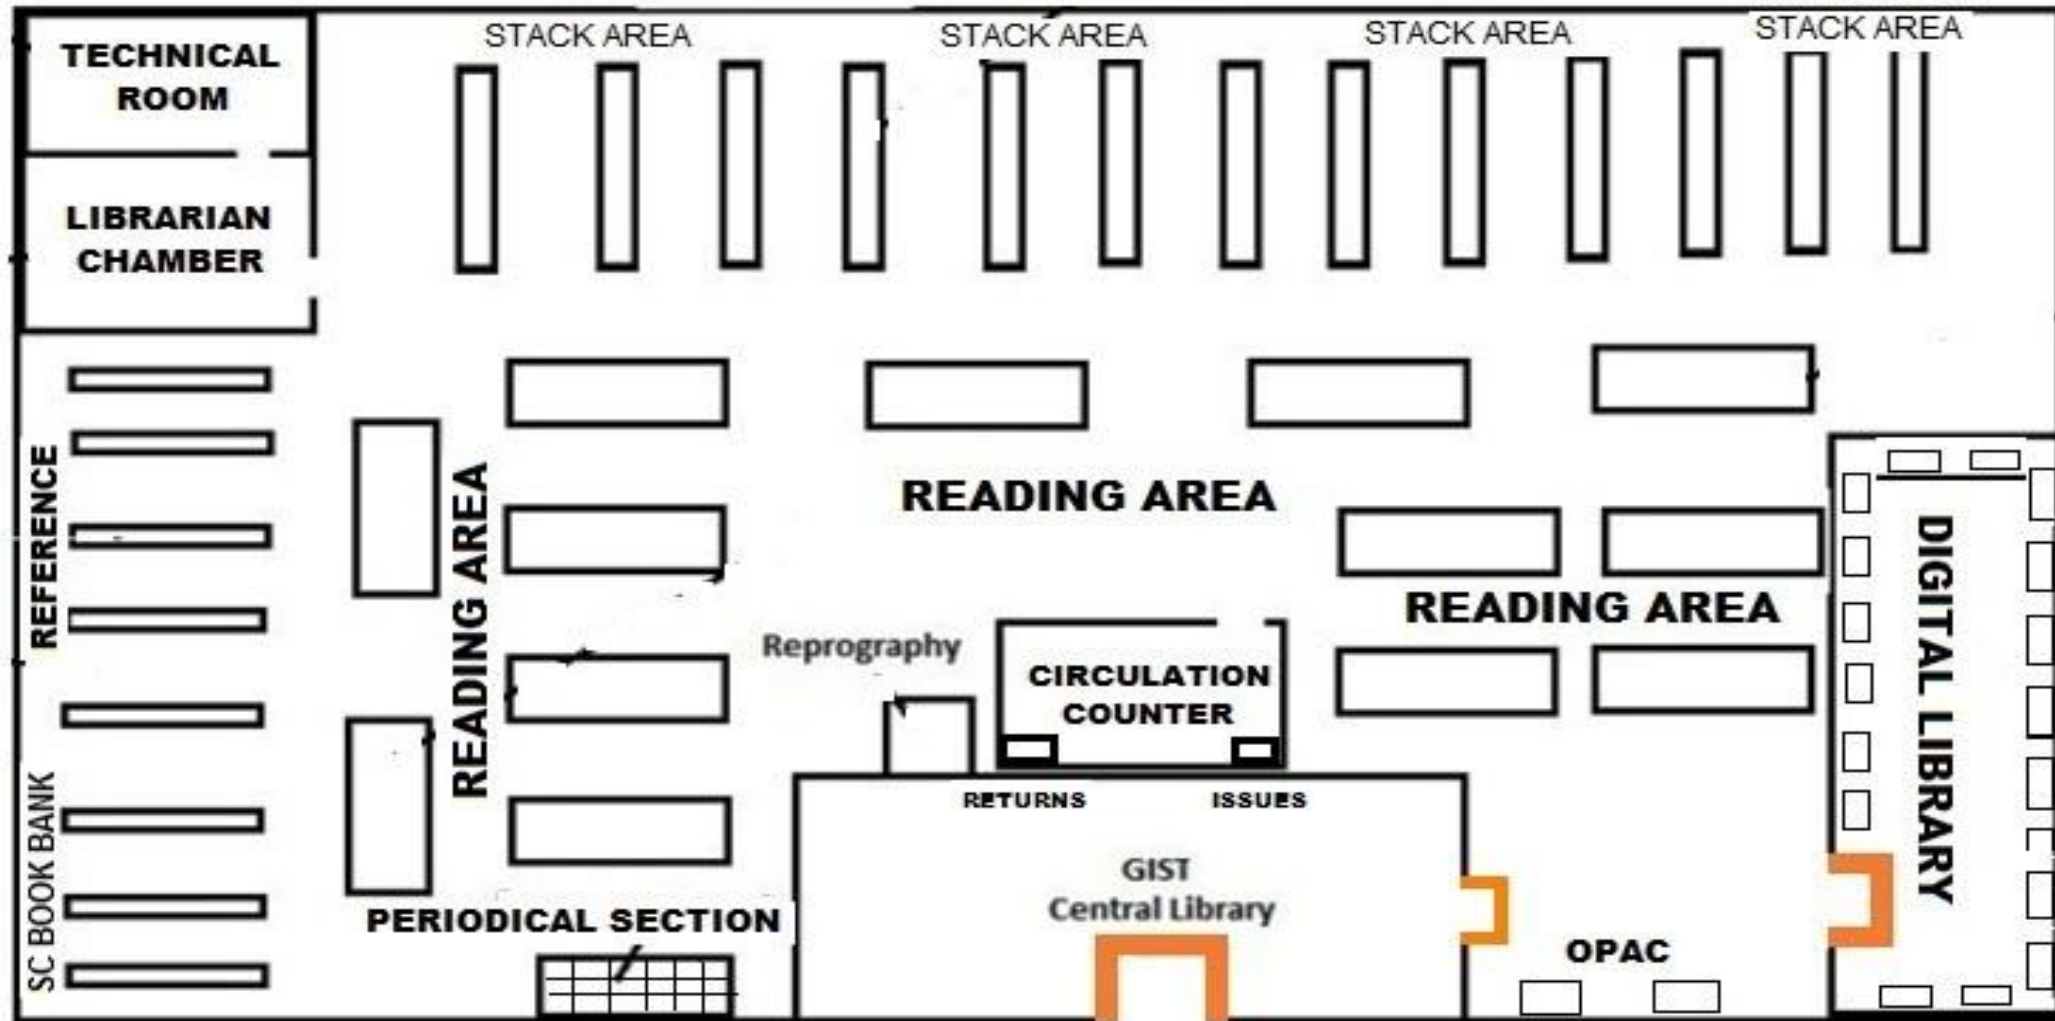 STACK AREA
STACK AREA
STACK AREA
STACK AREA
TECHNICAL
ROOM
LIBRARIAN
CHAMBER
REFERENCE
READING AREA
READING AREA
READING AREA
DIGITAL LIBRARY
Reprography
CIRCULATION
COUNTER
RETURNS
ISSUES
SC BOOK BANK
GIST
Central Library
PERIODICAL SECTION
OPAC